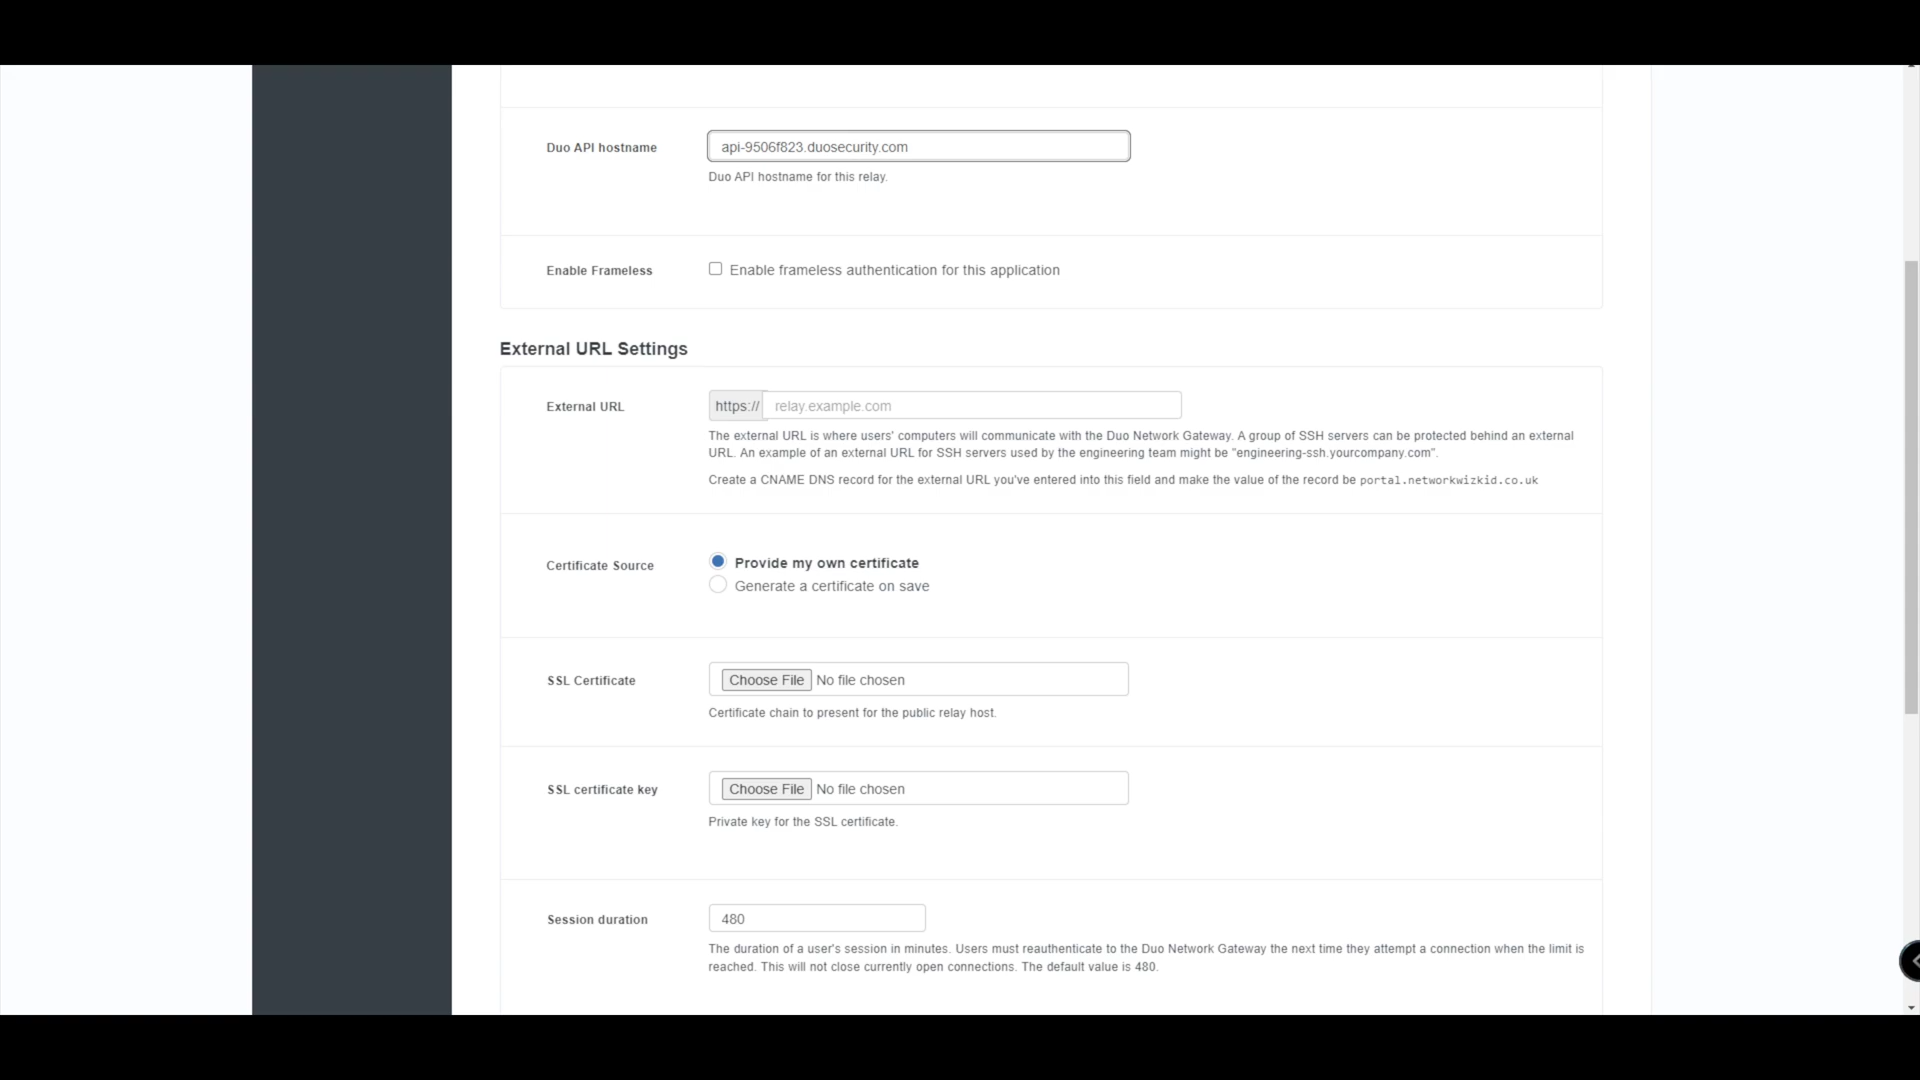 Duo API hostname
api-9506f823.duosecurity.com
Duo API hostname for this relay.
Enable Frameless
Enable frameless authentication for this application
External URL Settings
External URL
https:// relay.example.com
The external URL is where users' computers will communicate with the Duo Network Gateway. A group of SSH servers can be protected behind an external
URL. An example of an external URL for SSH servers used by the engineering team might be "engineering-ssh.yourcompany.com".
Create a CNAME DNS record for the external URL you've entered into this field and make the value of the record be portal.networkwizkid.co.uk
Certificate Source
Provide my own certificate
Generate a certificate on save
SSL Certificate
Choose File No file chosen
Certificate chain to present for the public relay host.
SSL certificate key
Choose File No file chosen
Private key for the SSL certificate.
Session duration
480
The duration of a user's session in minutes. Users must reauthenticate to the Duo Network Gateway the next time they attempt a connection when the limit is
reached. This will not close currently open connections. The default value is 480.